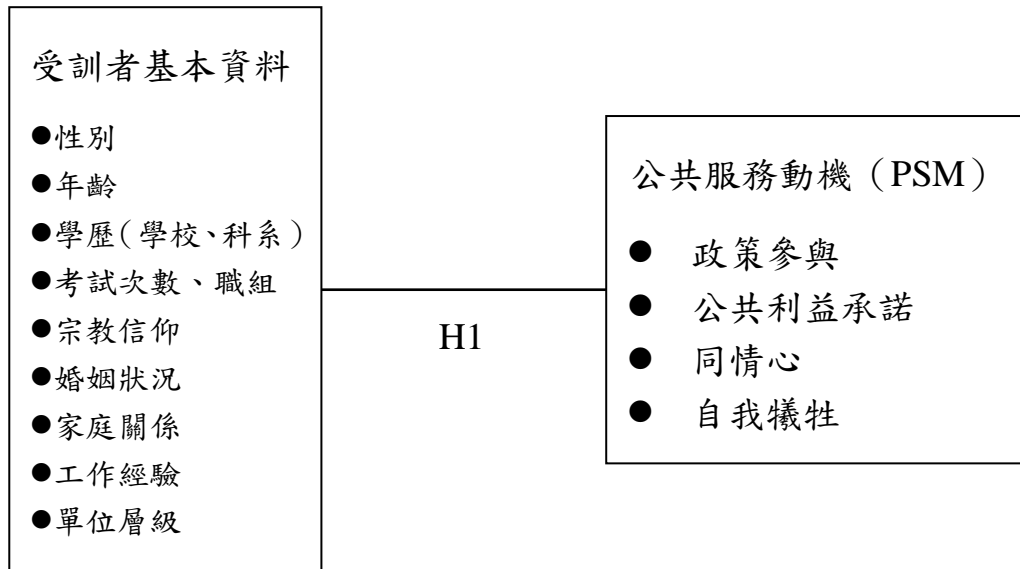 受訓者基本資料
●性別
●年齡
●學歷(學校、科系)
●考試次數、職組
●宗教信仰
●婚姻狀況
●家庭關係
●工作經驗
●單位層級
H1
公共服務動機（PSM）
● 政策參與
● 公共利益承諾
● 同情心
● 自我犧牲